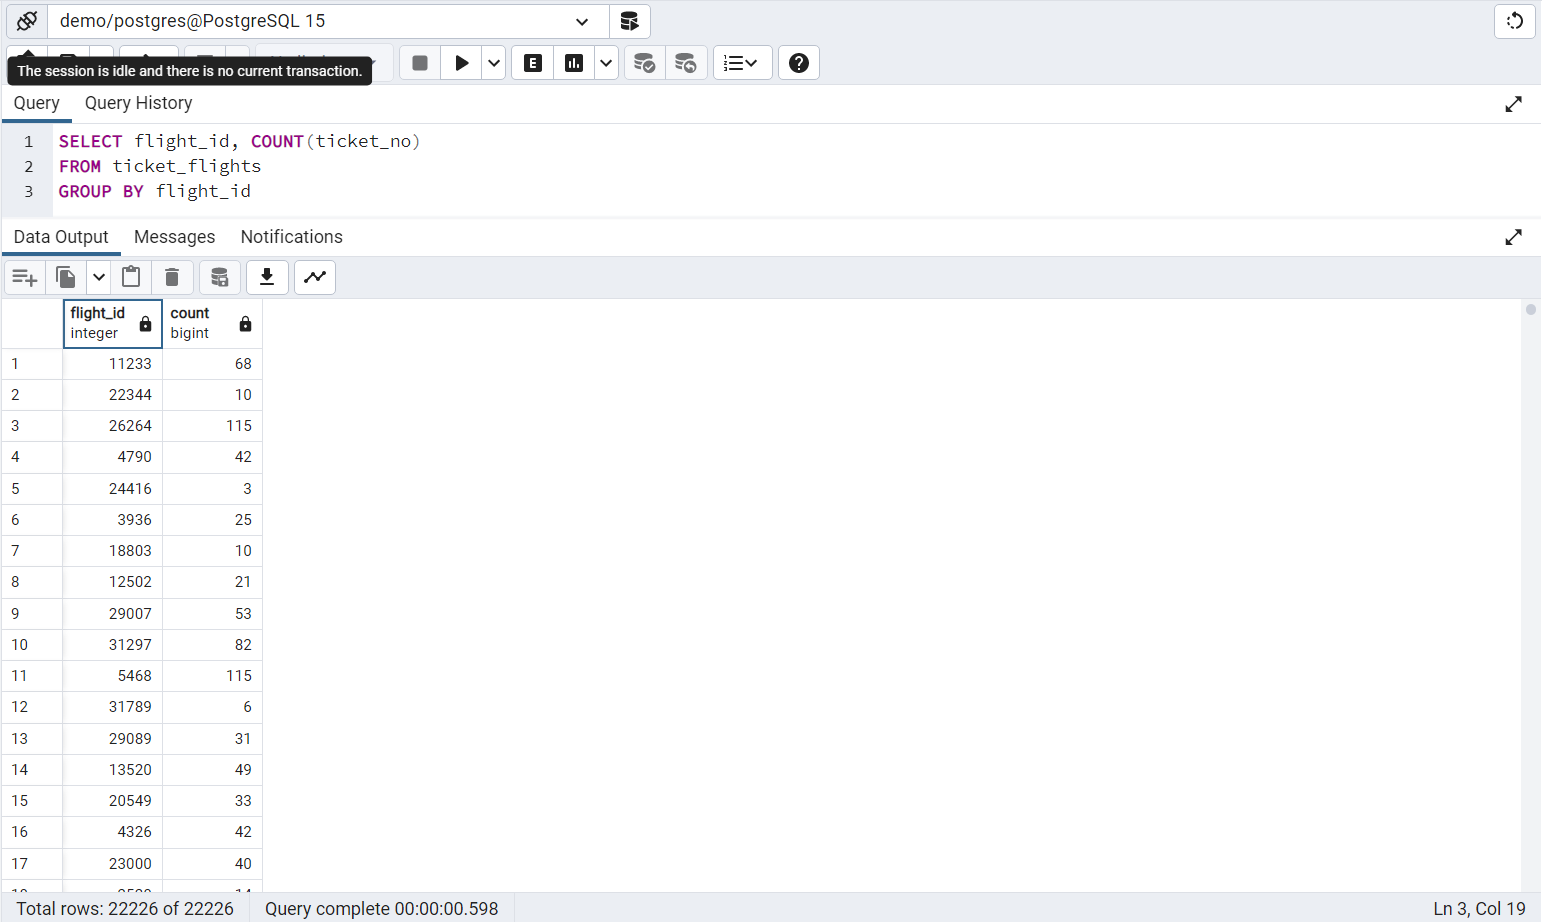 demo/postgres@PostgreSQL 15
The session is idle and there is no current transaction.
E
Query Query History
1 SELECT flight_id, COUNT(ticket_no)
2 FROM ticket_flights
3 GROUP BY flight_id
Data Output Messages Notifications
flight_id count
integer bigint
1 11233 68
2 22344 10
3 26264 115
4 4790 42
5 24416 3
6 3936 25
7 18803 10
8 12502 21
9 29007 53
10 31297 82
11 5468 115
12 31789 6
13 29089 31
14 13520 49
15 20549 33
16 4326 42
17 23000 40
Total rows: 22226 of 22226 Query complete 00:00:00.598 Ln 3, Col 19